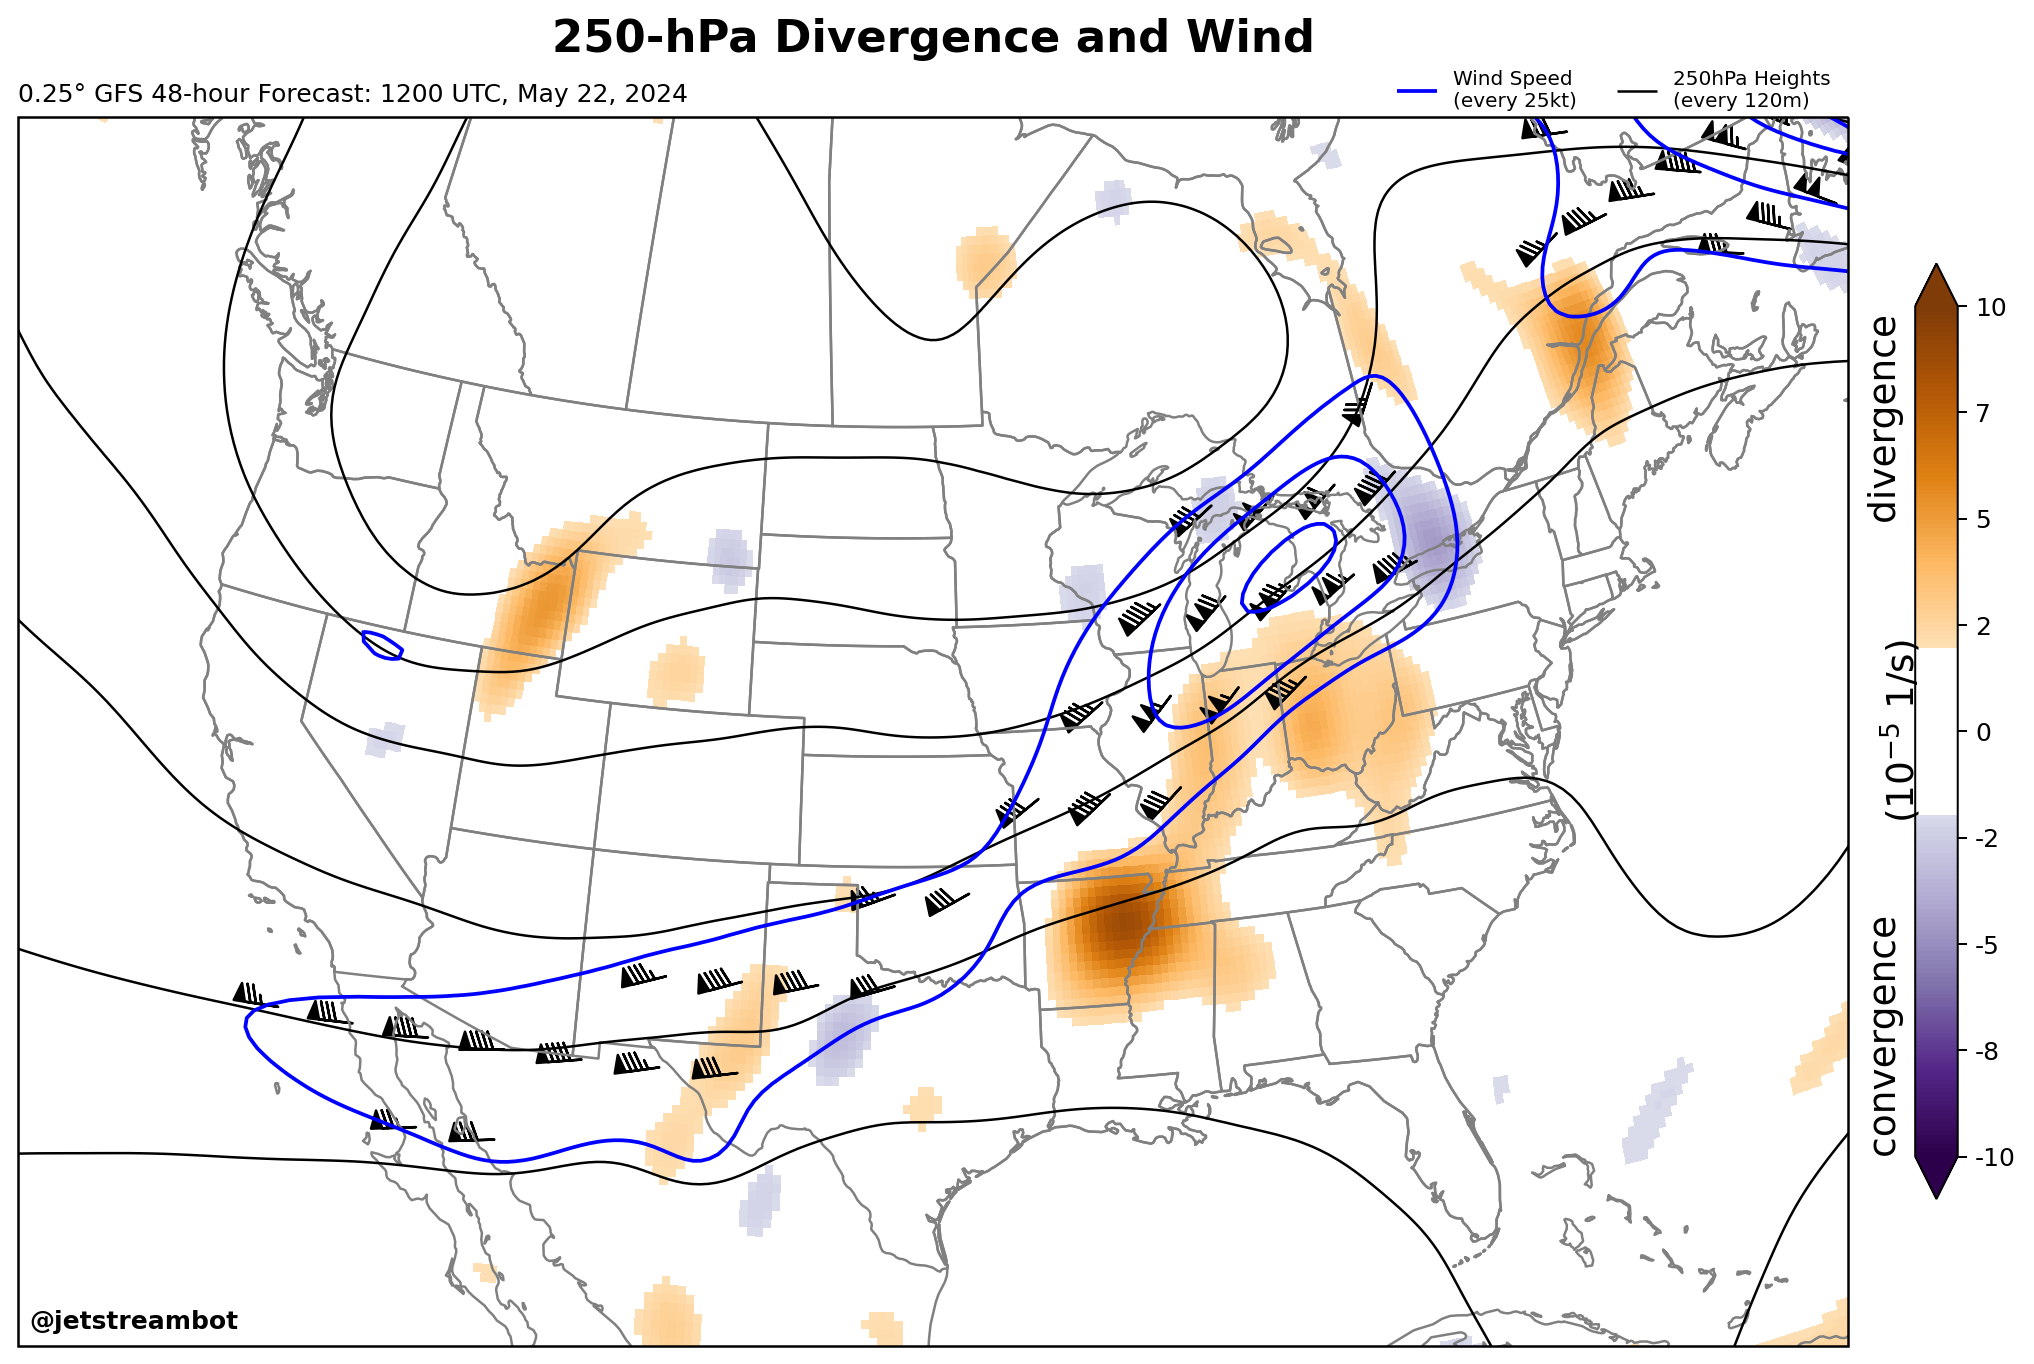 250-hPa Divergence and Wind
0.25° GFS 48-hour Forecast: 1200 UTC, May 22, 2024
Wind Speed
(every 25kt)
250hPa Heights
(every 120m)
divergence
(10⁻⁵ 1/s)
convergence
10
7
5
2
0
-2
-5
-8
-10
@jetstreambot